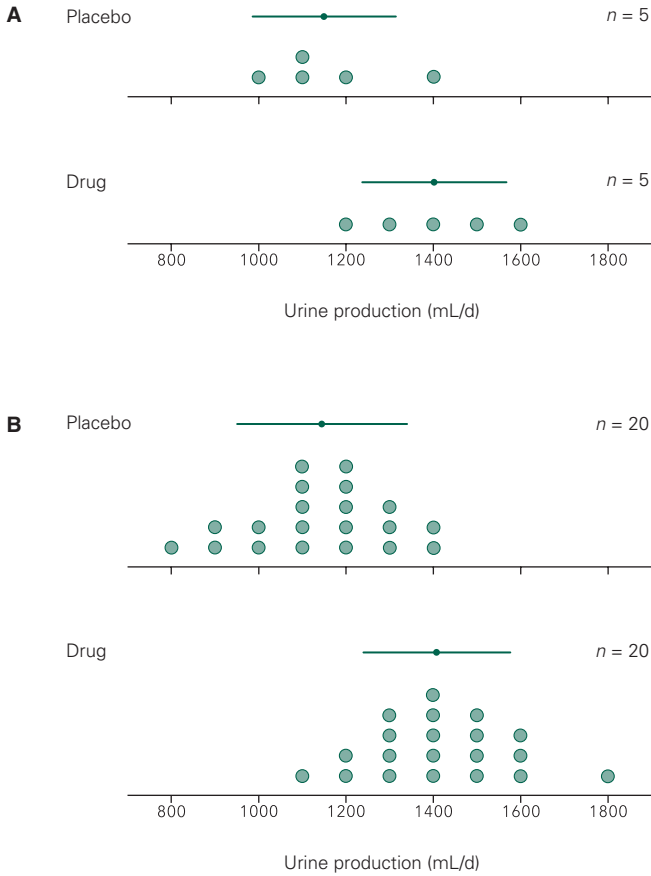 A Placebo n = 5
Drug n = 5
800 1000 1200 1400 1600 1800
Urine production (mL/d)
B Placebo n = 20
Drug n = 20
800 1000 1200 1400 1600 1800
Urine production (mL/d)